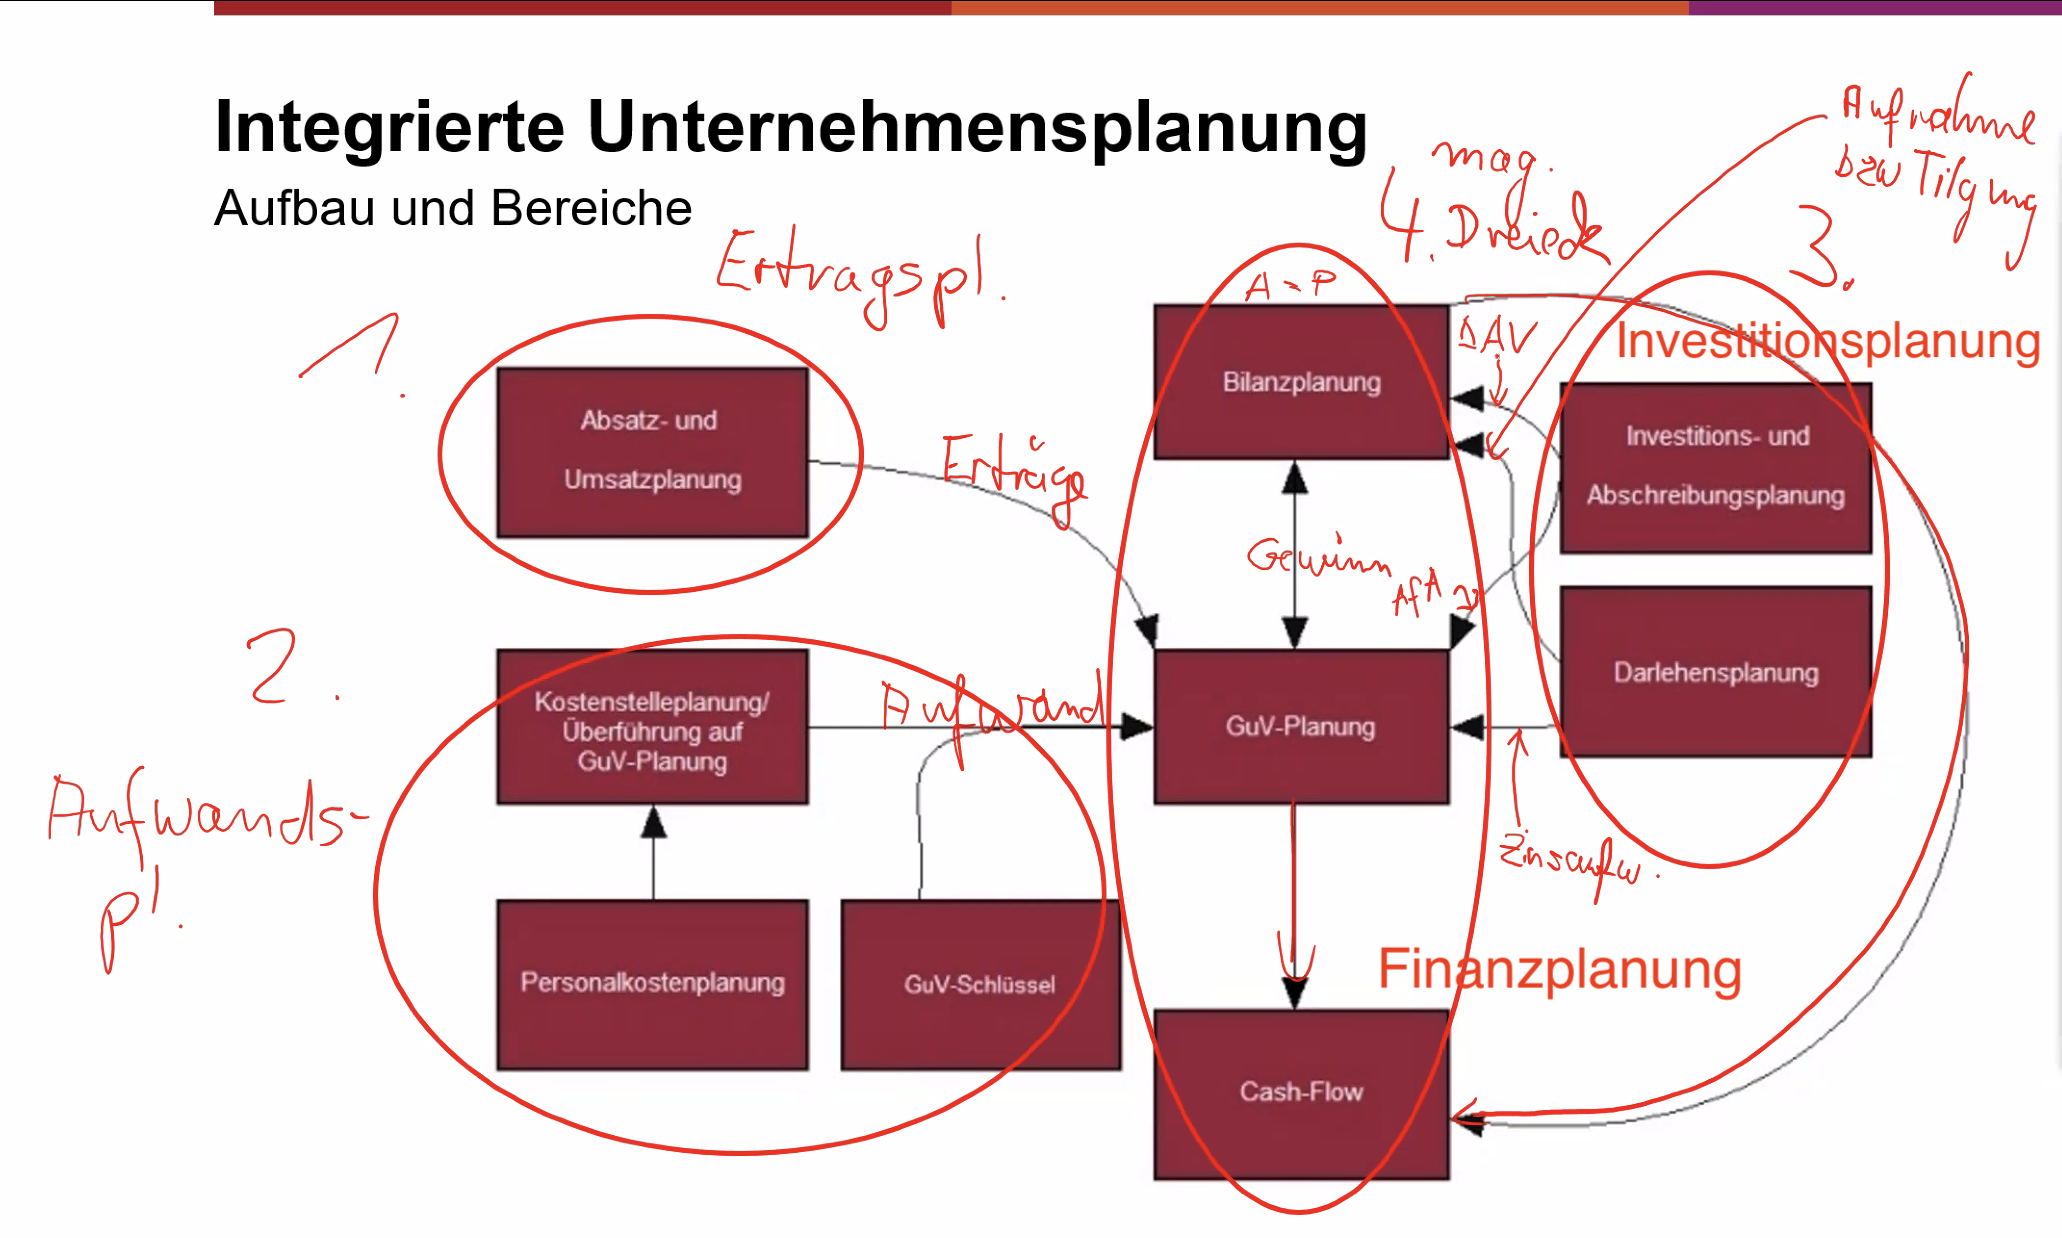 Integrierte Unternehmensplanung
Aufbau und Bereiche
Aufnahme
bzw Tilgung
mag.
4. Dreieck
3.
Ertragspl.
1.
A = P
Investitionsplanung
ΔAV
Bilanzplanung
Absatz- und
Umsatzplanung
Erträge
Investitions- und
Abschreibungsplanung
Gewinn
AfA
2.
Kostenstelleplanung/
Überführung auf
GuV-Planung
Aufwand
GuV-Planung
Darlehensplanung
Aufwands-
pl.
Zinsaufw.
Personalkostenplanung
GuV-Schlüssel
Finanzplanung
Cash-Flow